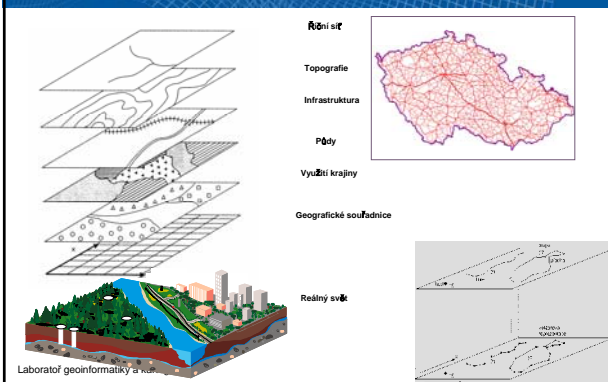 Říční síť
Topografie
Infrastruktura
Půdy
Využití krajiny
Geografické souřadnice
Reálný svět
Laboratoř geoinformatiky a